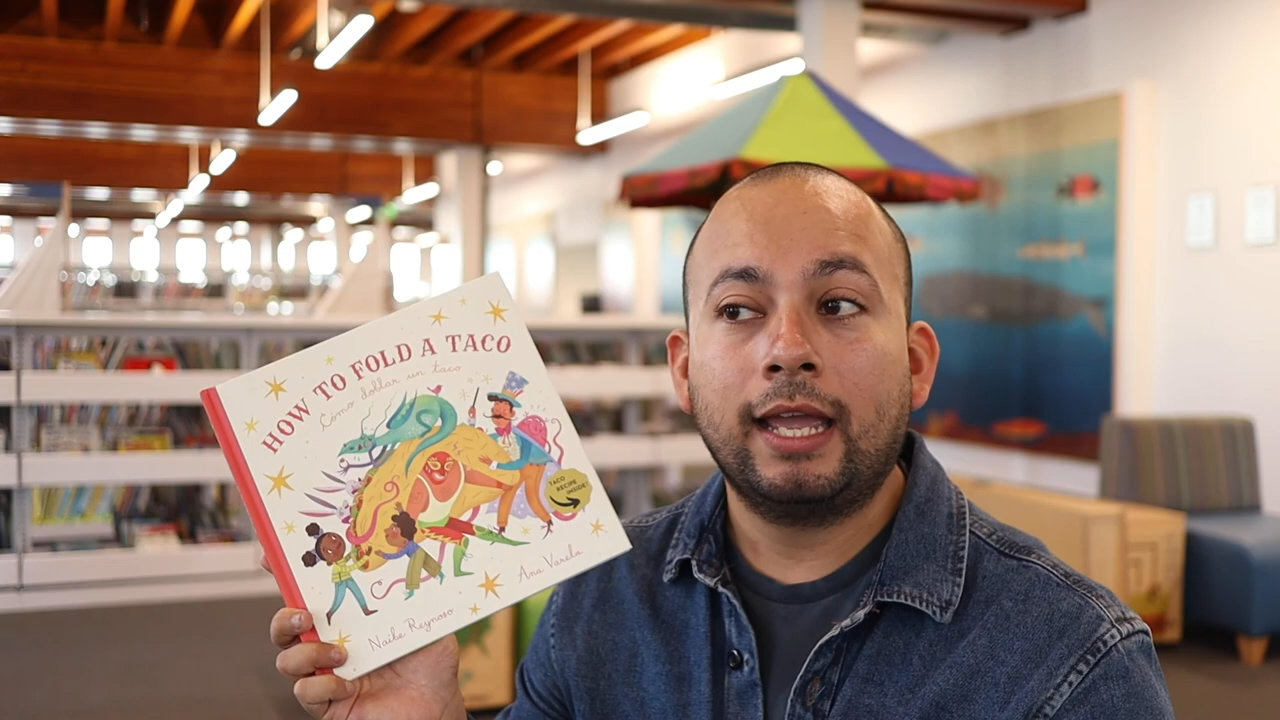 HOW TO FOLD A TACO
Cómo doblar un taco
TACO
RECIPE
INSIDE!
Naibe Reynoso
Ana Varela